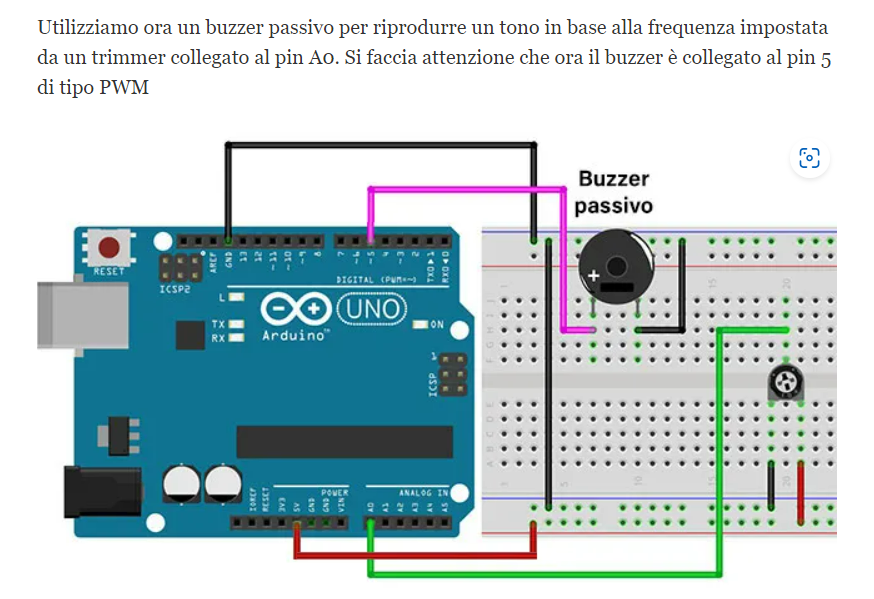 Utilizziamo ora un buzzer passivo per riprodurre un tono in base alla frequenza impostata
da un trimmer collegato al pin A0. Si faccia attenzione che ora il buzzer è collegato al pin 5
di tipo PWM
Buzzer
passivo
RESET
ICSP2
AREF
GND
13
12
~11
~10
~9
8
7
~6
~5
4
~3
2
TXO▶1
RXO◀0
DIGITAL (PWM=~)
L
TX
RX
UNO
Arduino™
ON
1
ICSP
POWER
ANALOG IN
IOREF
RESET
3V3
5V
GND
GND
VIN
A0
A1
A2
A3
A4
A5
+